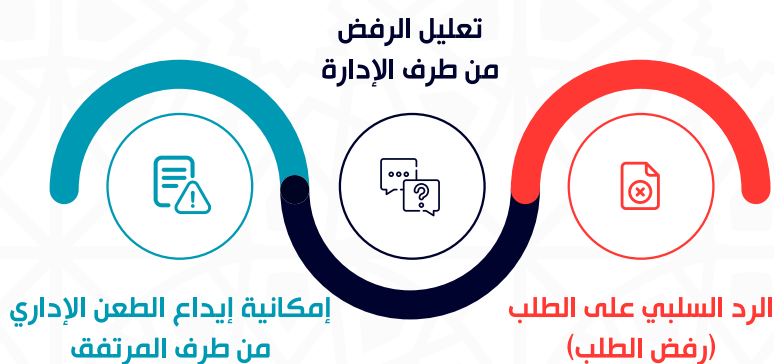 تعليل الرفض
من طرف الإدارة
الرد السلبي على الطلب
(رفض الطلب)
إمكانية إيداع الطعن الإداري
من طرف المرتفق